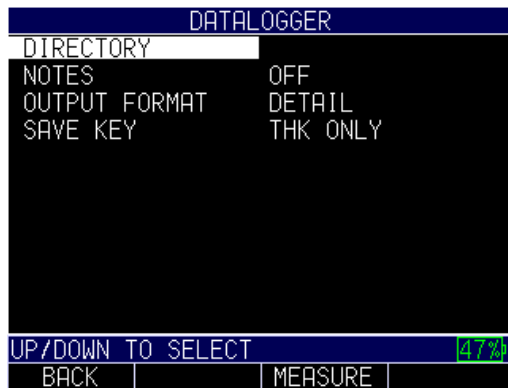 DATALOGGER
DIRECTORY
NOTES OFF
OUTPUT FORMAT DETAIL
SAVE KEY THK ONLY
UP/DOWN TO SELECT 47%
BACK MEASURE